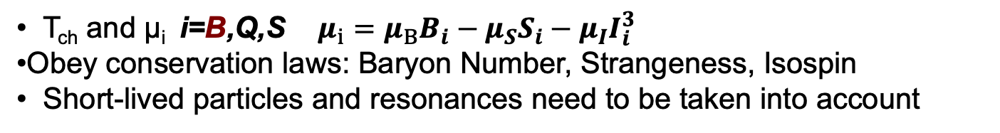 • T_ch and μ_i i=B,Q,S μ_i = μ_B B_i − μ_S S_i − μ_I I_i^3
•Obey conservation laws: Baryon Number, Strangeness, Isospin
• Short-lived particles and resonances need to be taken into account